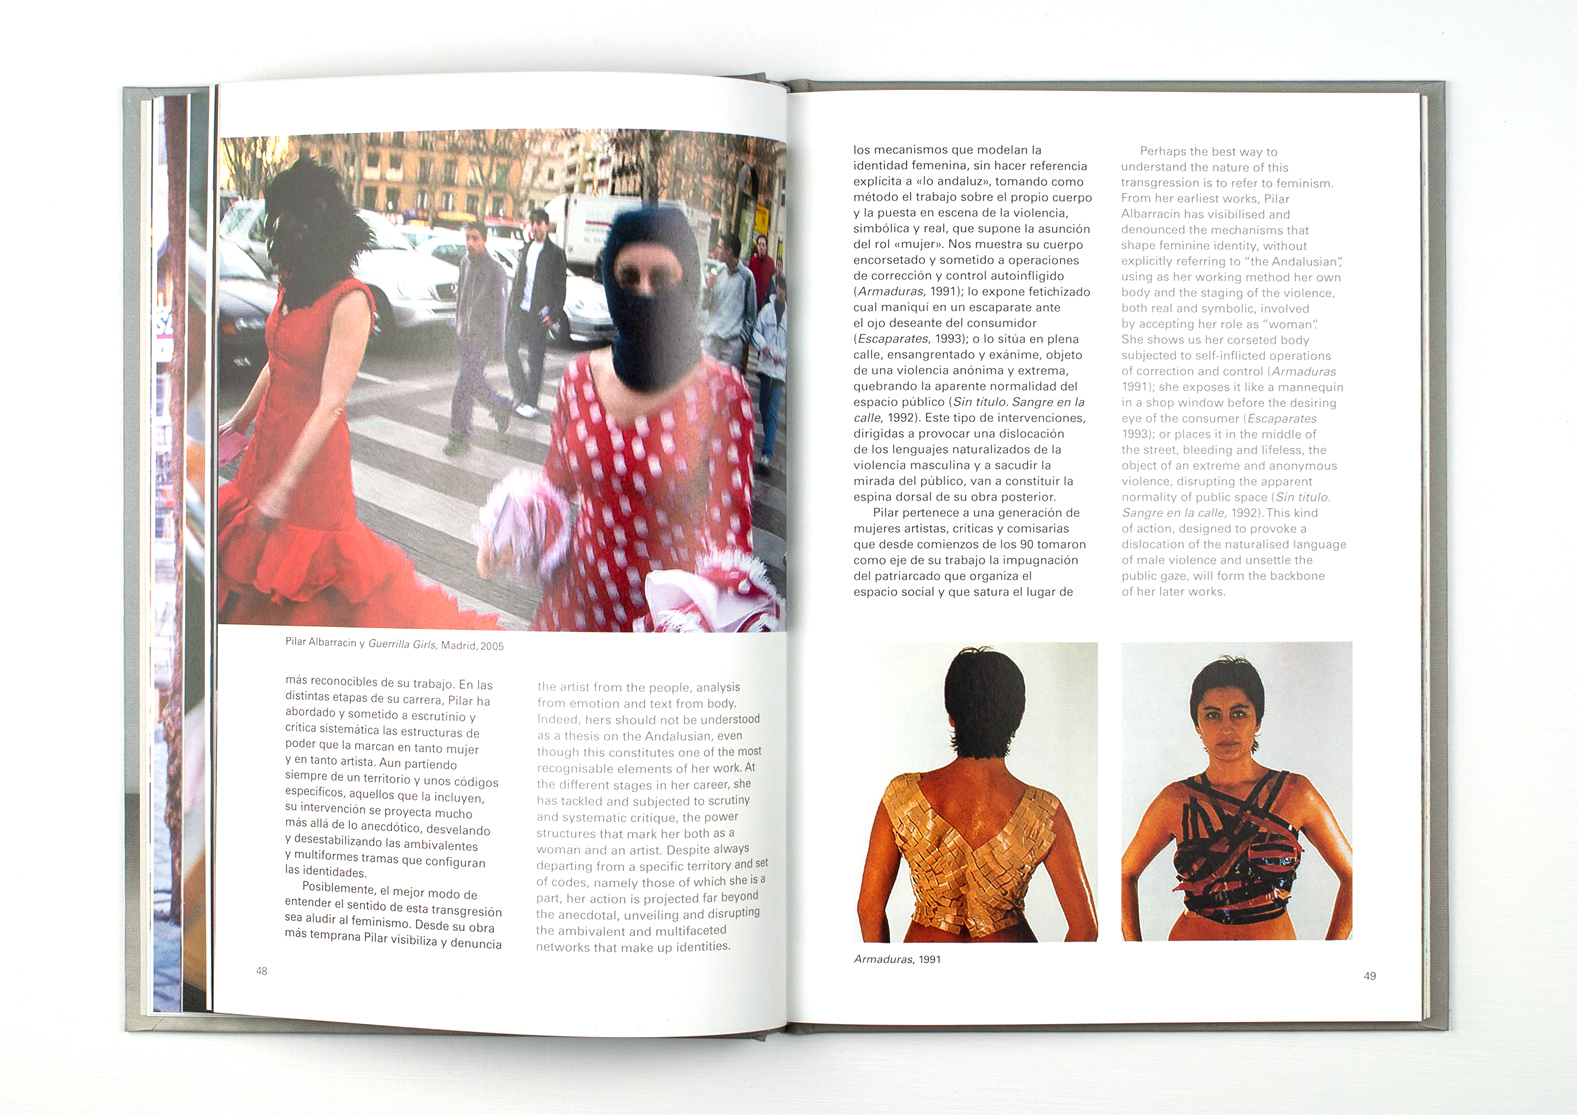 Pilar Albarracín y Guerrilla Girls, Madrid, 2005
más reconocibles de su trabajo. En las
distintas etapas de su carrera, Pilar ha
abordado y sometido a escrutinio y
crítica sistemática las estructuras de
poder que la marcan en tanto mujer
y en tanto artista. Aun partiendo
siempre de un territorio y unos códigos
específicos, aquellos que la incluyen,
su intervención se proyecta mucho
más allá de lo anecdótico, desvelando
y desestabilizando las ambivalentes
y multiformes tramas que configuran
las identidades.
Posiblemente, el mejor modo de
entender el sentido de esta transgresión
sea aludir al feminismo. Desde su obra
más temprana Pilar visibiliza y denuncia
the artist from the people, analysis
from emotion and text from body.
Indeed, hers should not be understood
as a thesis on the Andalusian, even
though this constitutes one of the most
recognisable elements of her work. At
the different stages in her career, she
has tackled and subjected to scrutiny
and systematic critique, the power
structures that mark her both as a
woman and an artist. Despite always
departing from a specific territory and set
of codes, namely those of which she is a
part, her action is projected far beyond
the anecdotal, unveiling and disrupting
the ambivalent and multifaceted
networks that make up identities.
48
los mecanismos que modelan la
identidad femenina, sin hacer referencia
explícita a «lo andaluz», tomando como
método el trabajo sobre el propio cuerpo
y la puesta en escena de la violencia,
simbólica y real, que supone la asunción
del rol «mujer». Nos muestra su cuerpo
encorsetado y sometido a operaciones
de corrección y control autoinfligido
(Armaduras, 1991); lo expone fetichizado
cual maniquí en un escaparate ante
el ojo deseante del consumidor
(Escaparates, 1993); o lo sitúa en plena
calle, ensangrentado y exánime, objeto
de una violencia anónima y extrema,
quebrando la aparente normalidad del
espacio público (Sin título. Sangre en la
calle, 1992). Este tipo de intervenciones,
dirigidas a provocar una dislocación
de los lenguajes naturalizados de la
violencia masculina y a sacudir la
mirada del público, van a constituir la
espina dorsal de su obra posterior.
Pilar pertenece a una generación de
mujeres artistas, críticas y comisarias
que desde comienzos de los 90 tomaron
como eje de su trabajo la impugnación
del patriarcado que organiza el
espacio social y que satura el lugar de
Perhaps the best way to
understand the nature of this
transgression is to refer to feminism.
From her earliest works, Pilar
Albarracín has visibilised and
denounced the mechanisms that
shape feminine identity, without
explicitly referring to “the Andalusian”,
using as her working method her own
body and the staging of the violence,
both real and symbolic, involved
by accepting her role as “woman”.
She shows us her corseted body
subjected to self-inflicted operations
of correction and control (Armaduras
1991); she exposes it like a mannequin
in a shop window before the desiring
eye of the consumer (Escaparates
1993); or places it in the middle of
the street, bleeding and lifeless, the
object of an extreme and anonymous
violence, disrupting the apparent
normality of public space (Sin título.
Sangre en la calle, 1992). This kind
of action, designed to provoke a
dislocation of the naturalised language
of male violence and unsettle the
public gaze, will form the backbone
of her later works.
Armaduras, 1991
49